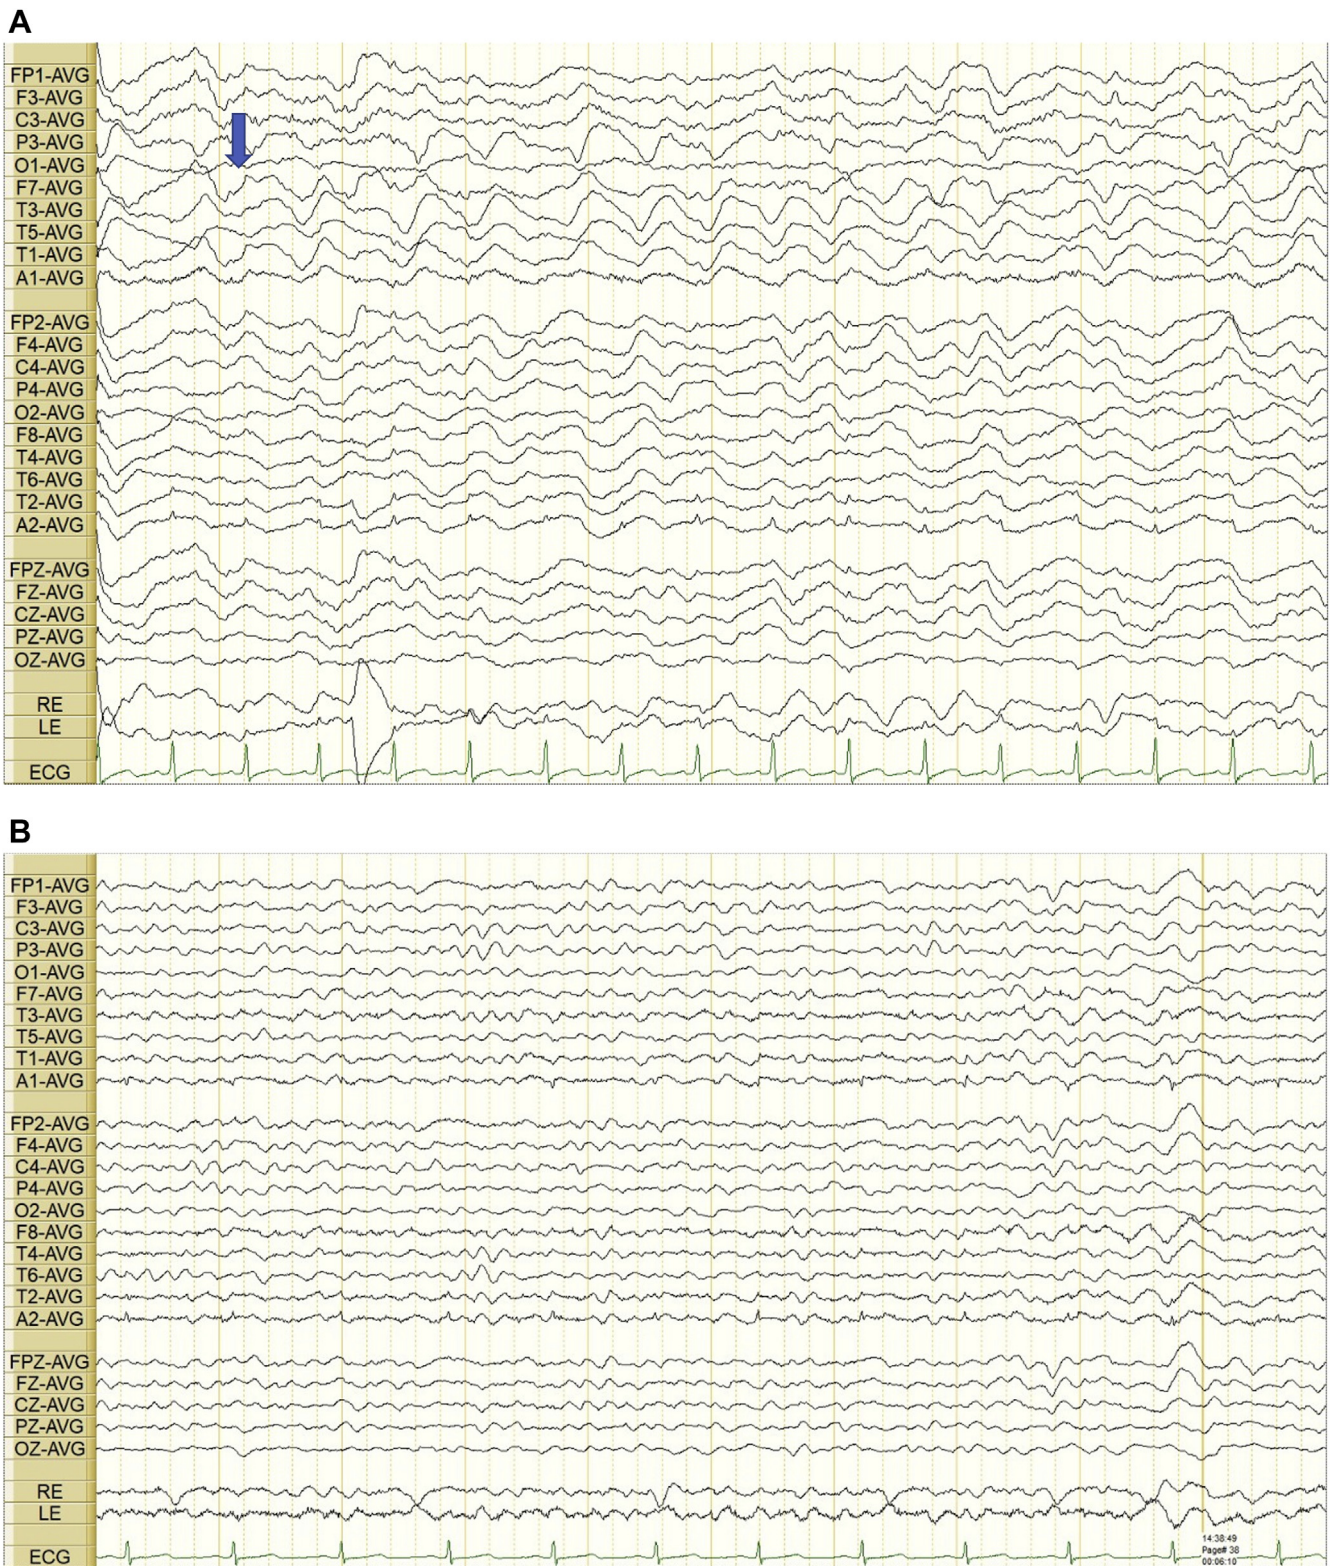 A
FP1-AVG
F3-AVG
C3-AVG
P3-AVG
O1-AVG
F7-AVG
T3-AVG
T5-AVG
T1-AVG
A1-AVG
FP2-AVG
F4-AVG
C4-AVG
P4-AVG
O2-AVG
F8-AVG
T4-AVG
T6-AVG
T2-AVG
A2-AVG
FPZ-AVG
FZ-AVG
CZ-AVG
PZ-AVG
OZ-AVG
RE
LE
ECG
B
FP1-AVG
F3-AVG
C3-AVG
P3-AVG
O1-AVG
F7-AVG
T3-AVG
T5-AVG
T1-AVG
A1-AVG
FP2-AVG
F4-AVG
C4-AVG
P4-AVG
O2-AVG
F8-AVG
T4-AVG
T6-AVG
T2-AVG
A2-AVG
FPZ-AVG
FZ-AVG
CZ-AVG
PZ-AVG
OZ-AVG
RE
LE
ECG
14:38:49
Page# 38
00:06:10